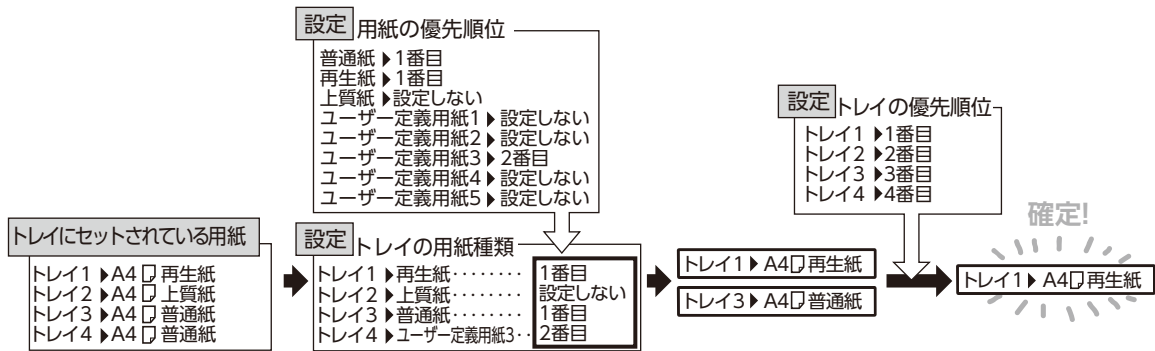 設定 用紙の優先順位
普通紙▶1番目
再生紙▶1番目
上質紙▶設定しない
ユーザー定義用紙1▶設定しない
ユーザー定義用紙2▶設定しない
ユーザー定義用紙3▶2番目
ユーザー定義用紙4▶設定しない
ユーザー定義用紙5▶設定しない
トレイにセットされている用紙
トレイ1▶A4 再生紙
トレイ2▶A4 上質紙
トレイ3▶A4 普通紙
トレイ4▶A4 普通紙
設定 トレイの用紙種類
トレイ1▶再生紙‥‥‥‥ 1番目
トレイ2▶上質紙‥‥‥‥ 設定しない
トレイ3▶普通紙‥‥‥‥ 1番目
トレイ4▶ユーザー定義用紙3‥ 2番目
トレイ1▶A4 再生紙
トレイ3▶A4 普通紙
設定 トレイの優先順位
トレイ1▶1番目
トレイ2▶2番目
トレイ3▶3番目
トレイ4▶4番目
確定!
トレイ1▶A4 再生紙